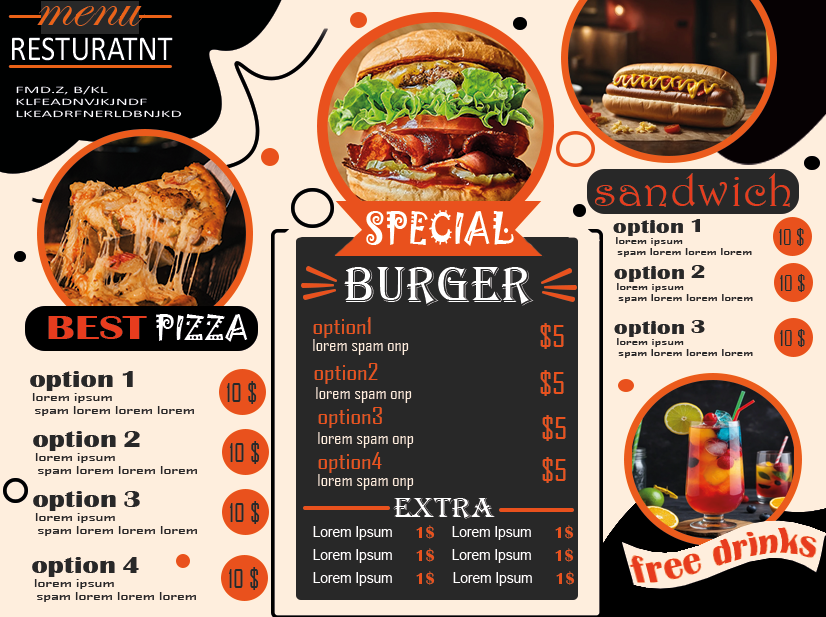 menu
RESTURATNT
FMD.Z, B/KL
KLFEADNVJKJNDF
LKEADRFNERLDBNJKD
BEST PIZZA
option 1
lorem ipsum
spam lorem lorem lorem
10 $
option 2
lorem ipsum
spam lorem lorem lorem
10 $
option 3
lorem ipsum
spam lorem lorem lorem
10 $
option 4
lorem ipsum
spam lorem lorem lorem
10 $
SPECIAL
BURGER
option1
lorem spam onp
$5
option2
lorem spam onp
$5
option3
lorem spam onp
$5
option4
lorem spam onp
$5
EXTRA
Lorem Ipsum 1$ Lorem Ipsum 1$
Lorem Ipsum 1$ Lorem Ipsum 1$
Lorem Ipsum 1$ Lorem Ipsum 1$
sandwich
option 1
lorem ipsum
spam lorem lorem lorem
10 $
option 2
lorem ipsum
spam lorem lorem lorem
10 $
option 3
lorem ipsum
spam lorem lorem lorem
10 $
free drinks